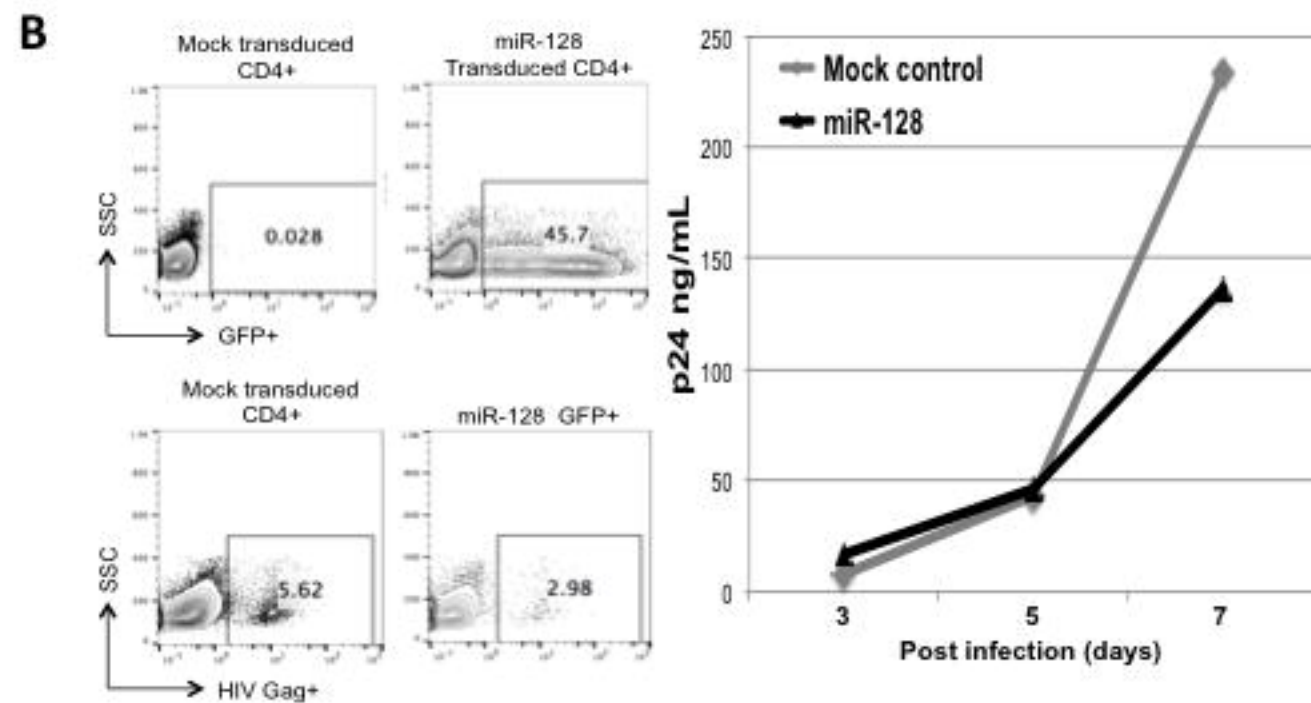 B
Mock transduced
CD4+
miR-128
Transduced CD4+
SSC
0.028
45.7
GFP+
Mock transduced
CD4+
miR-128 GFP+
SSC
5.62
2.98
HIV Gag+
250
200
150
100
50
0
p24 ng/mL
Mock control
miR-128
3 5 7
Post infection (days)